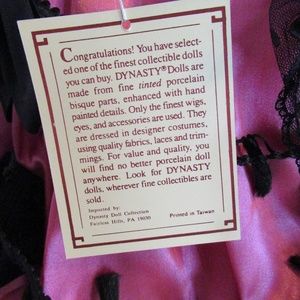 Congratulations! You have select-
ed one of the finest collectible dolls
you can buy. DYNASTY® Dolls are
made from fine tinted porcelain
bisque parts, enhanced with hand
painted details. Only the finest wigs,
eyes, and accessories are used. They
are dressed in designer costumes,
using quality fabrics, laces and trim-
mings. For value and quality, you
will find no better porcelain doll
anywhere. Look for DYNASTY
dolls, wherever fine collectibles are
sold.
Imported by:
Dynasty Doll Collection
Fairless Hills, PA 19030
Printed in Taiwan